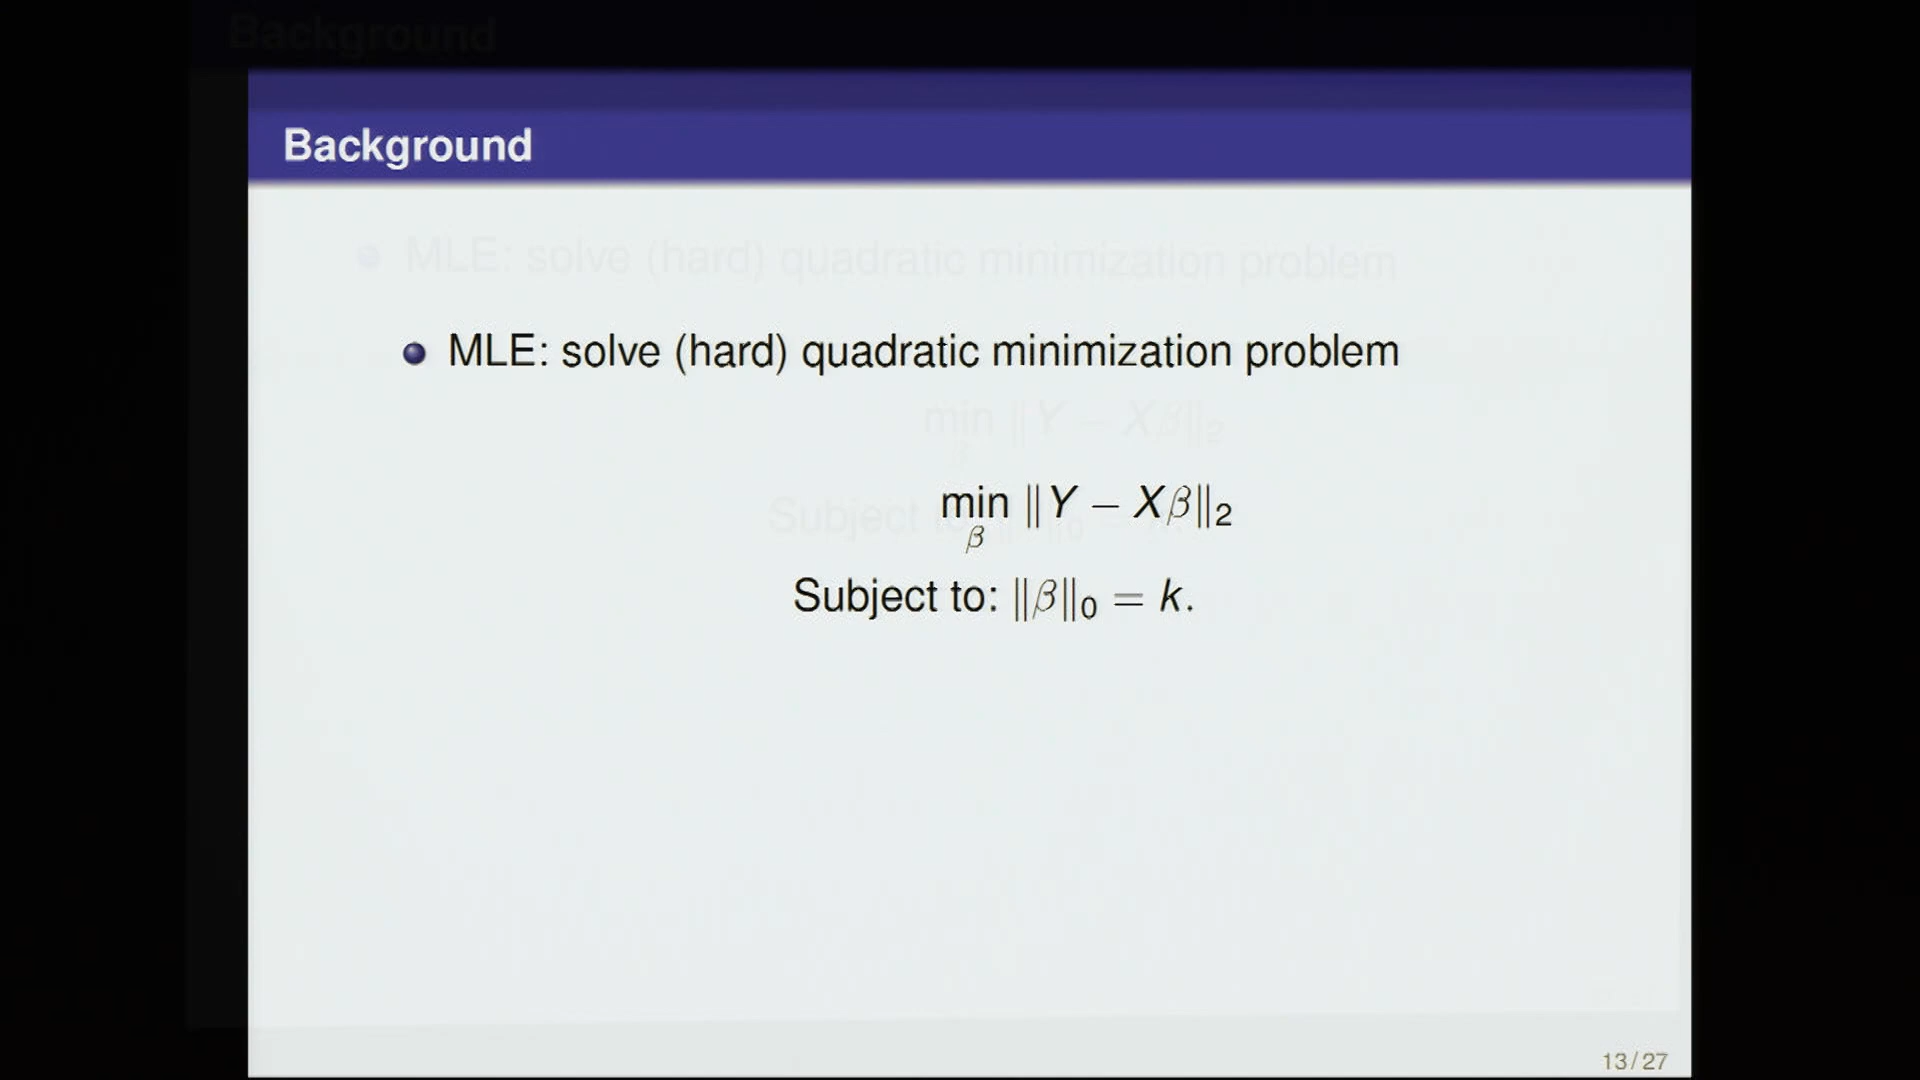 Background
MLE: solve (hard) quadratic minimization problem
min ‖Y − Xβ‖₂
β
Subject to: ‖β‖₀ = k.
13 / 27